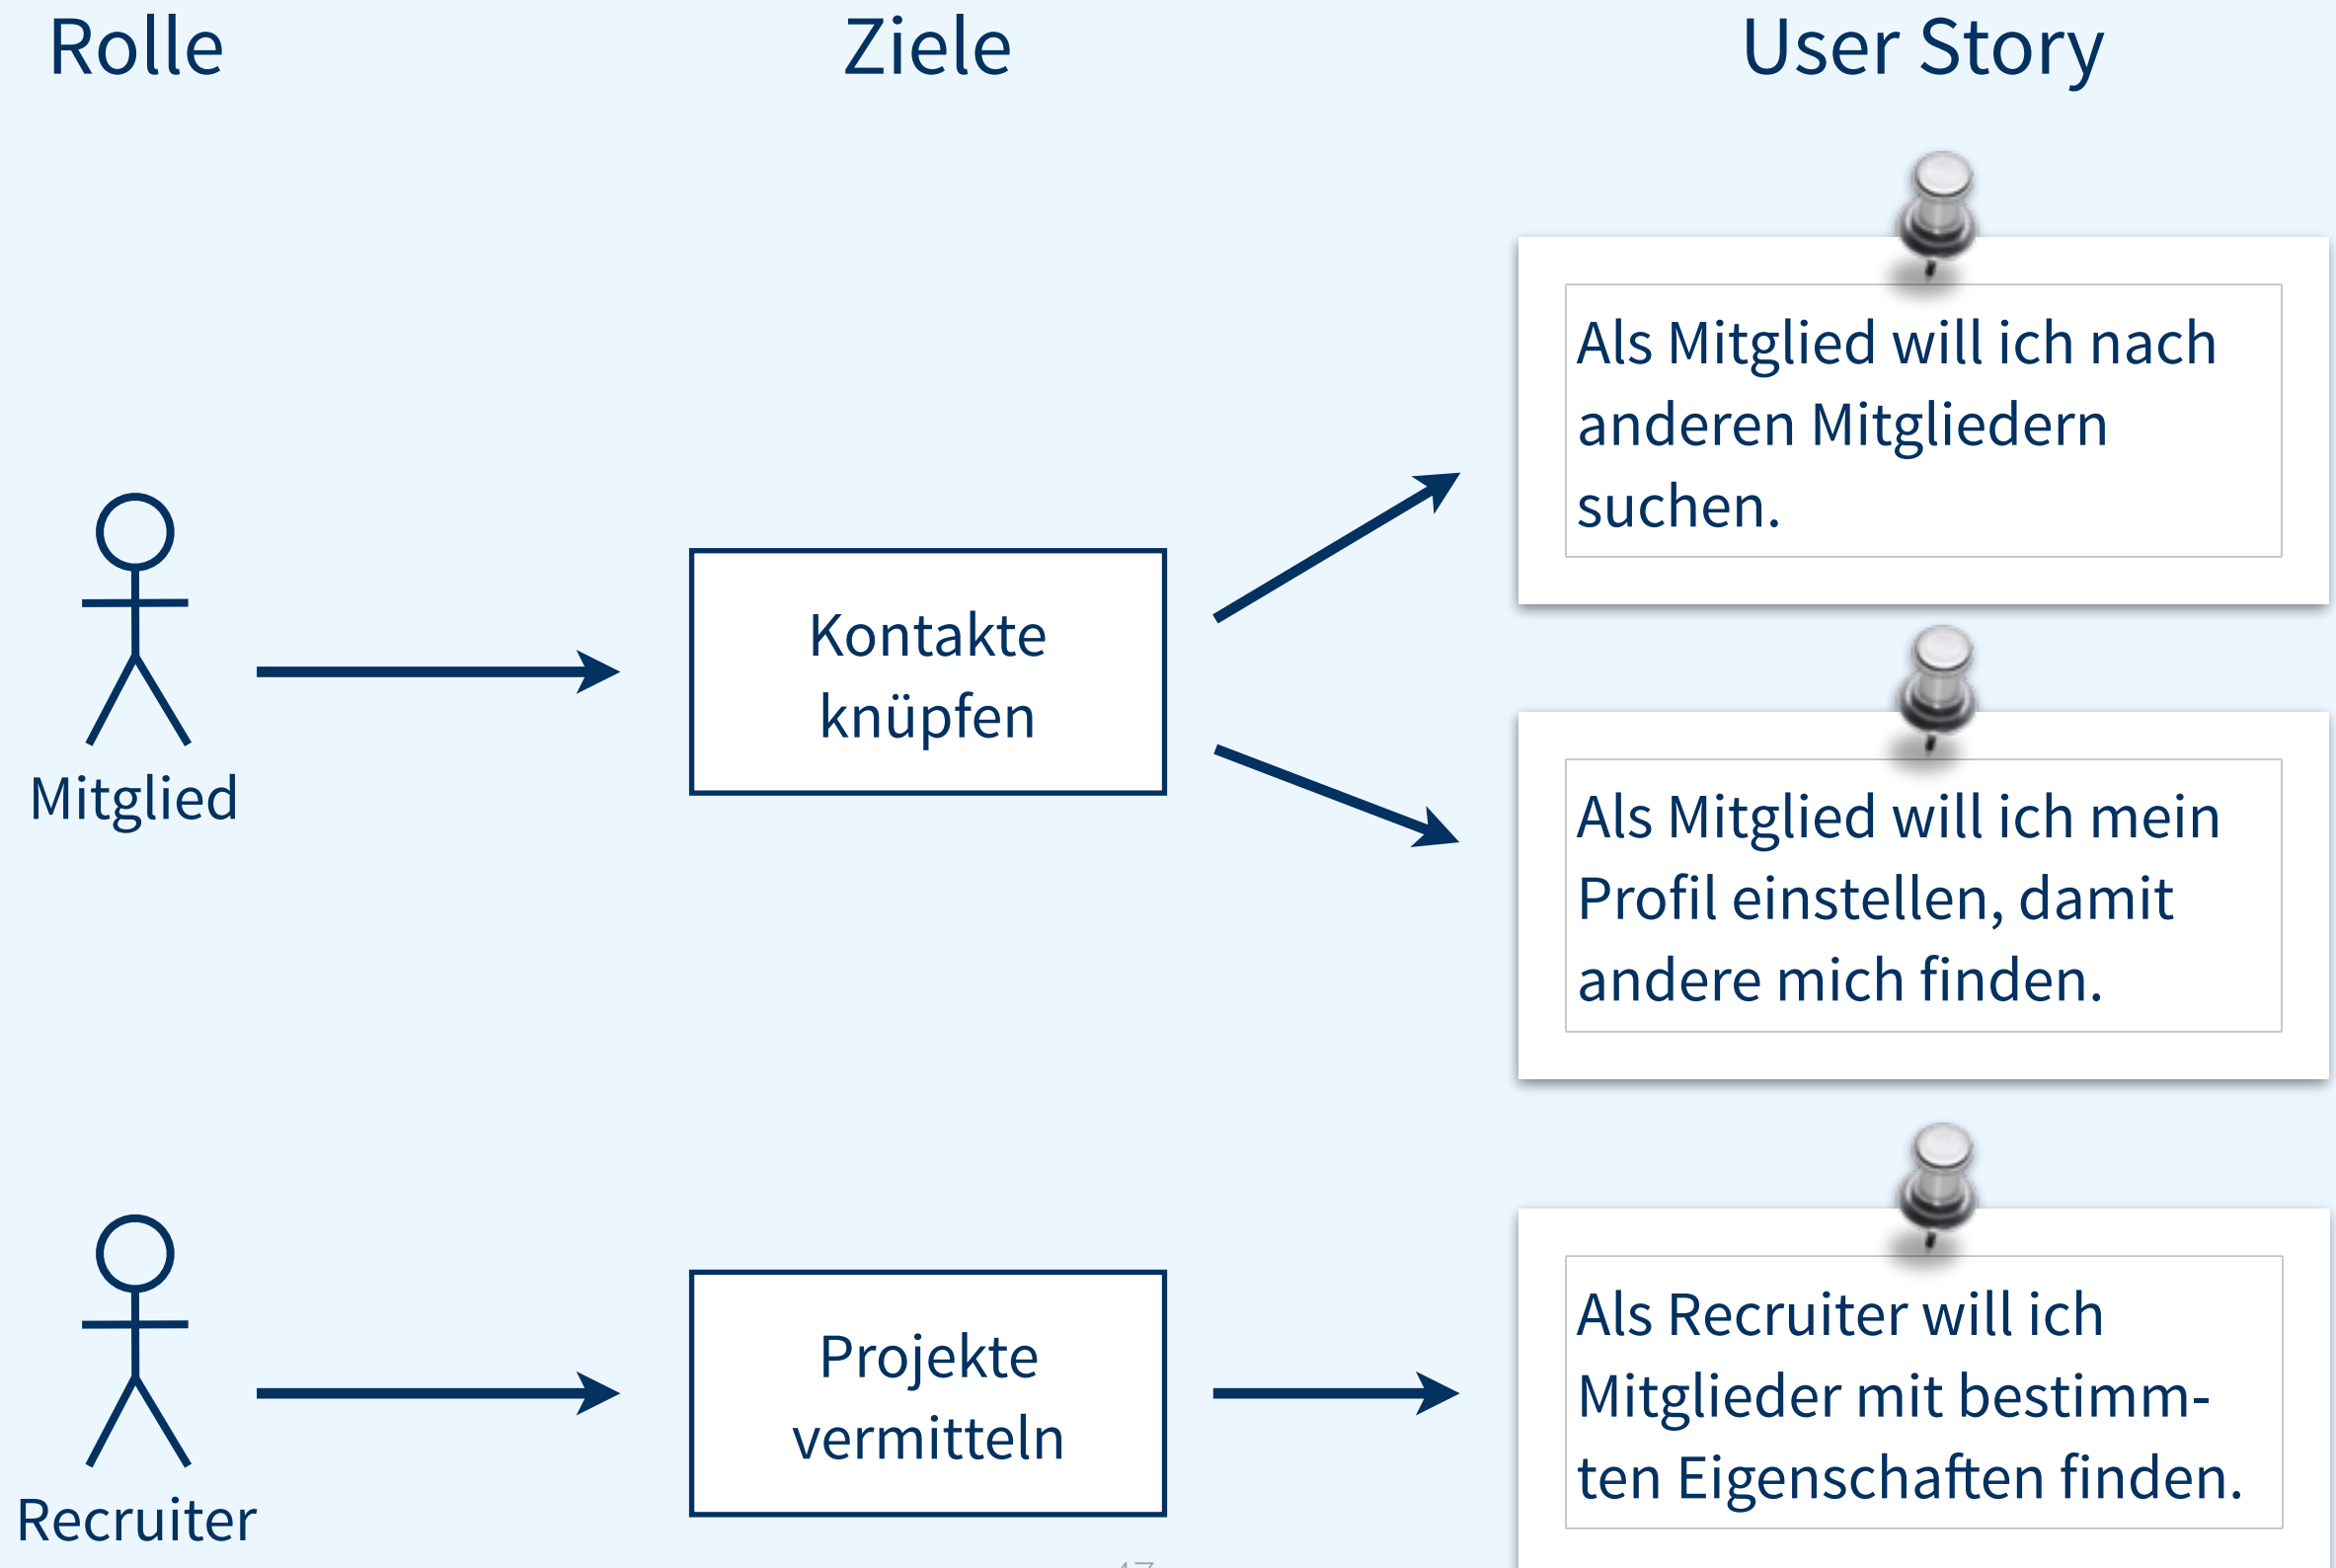 Rolle
Ziele
User Story
Als Mitglied will ich nach
anderen Mitgliedern
suchen.
Kontakte
knüpfen
Mitglied
Als Mitglied will ich mein
Profil einstellen, damit
andere mich finden.
Als Recruiter will ich
Mitglieder mit bestimm-
ten Eigenschaften finden.
Projekte
vermitteln
Recruiter